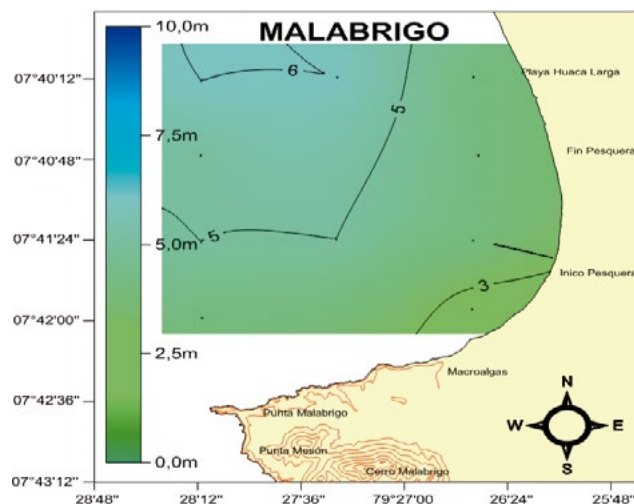 MALABRIGO
10,0m
7,5m
5,0m
2,5m
0,0m
07°40'12"
07°40'48"
07°41'24"
07°42'00"
07°42'36"
07°43'12"
6
5
5
3
Playa Huaca Larga
Fin Pesquera
Inico Pesquera
Macroalgas
Punta Malabrigo
Punta Mesón
Cerro Malabrigo
N
W E
S
28'48" 28'12" 27'36" 79°27'00 26'24" 25'48"